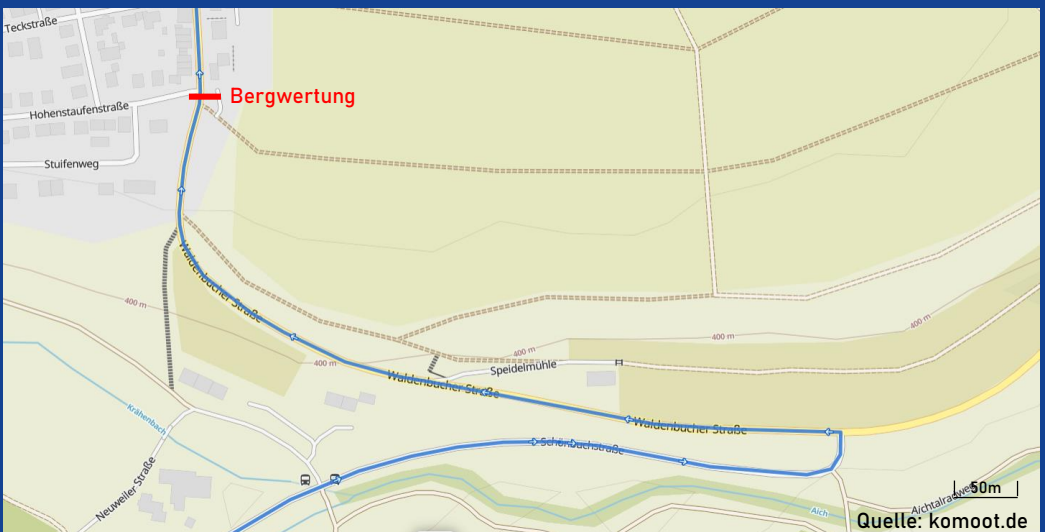 Teckstraße
Bergwertung
Hohenstaufenstraße
Stuifenweg
Waldenbucher Straße
400 m
400 m
400 m
400 m
400 m
Speidelmühle
Waldenbucher Straße
Krähenbach
Waldenbucher Straße
Schönbuchstraße
Neuweiler Straße
50m
Aichtalradweg
Aich
Quelle: komoot.de